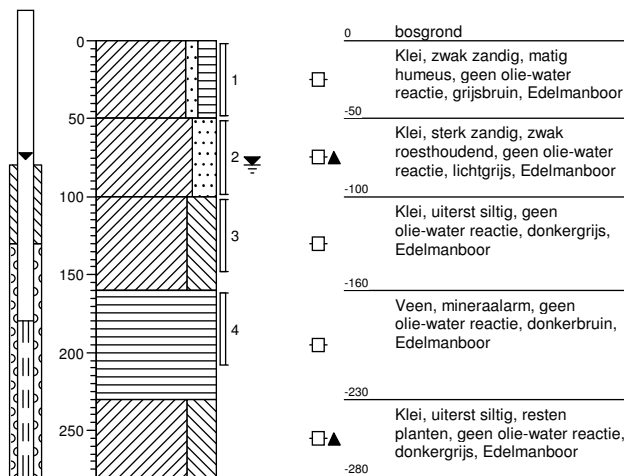 0
50
100
150
200
250
1
2
3
4
0
bosgrond
Klei, zwak zandig, matig
humeus, geen olie-water
reactie, grijsbruin, Edelmanboor
-50
Klei, sterk zandig, zwak
roesthoudend, geen olie-water
reactie, lichtgrijs, Edelmanboor
-100
Klei, uiterst siltig, geen
olie-water reactie, donkergrijs,
Edelmanboor
-160
Veen, mineraalarm, geen
olie-water reactie, donkerbruin,
Edelmanboor
-230
Klei, uiterst siltig, resten
planten, geen olie-water reactie,
donkergrijs, Edelmanboor
-280